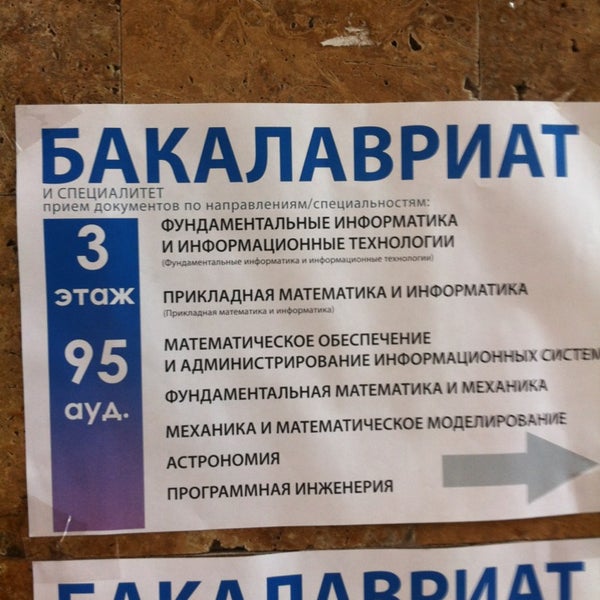 БАКАЛАВРИАТ
И СПЕЦИАЛИТЕТ
прием документов по направлениям/специальностям:
3
этаж
95
ауд.
ФУНДАМЕНТАЛЬНЫЕ ИНФОРМАТИКА
И ИНФОРМАЦИОННЫЕ ТЕХНОЛОГИИ
(Фундаментальные информатика и информационные технологии)
ПРИКЛАДНАЯ МАТЕМАТИКА И ИНФОРМАТИКА
(Прикладная математика и информатика)
МАТЕМАТИЧЕСКОЕ ОБЕСПЕЧЕНИЕ
И АДМИНИСТРИРОВАНИЕ ИНФОРМАЦИОННЫХ СИСТЕМ
ФУНДАМЕНТАЛЬНАЯ МАТЕМАТИКА И МЕХАНИКА
МЕХАНИКА И МАТЕМАТИЧЕСКОЕ МОДЕЛИРОВАНИЕ
АСТРОНОМИЯ
ПРОГРАММНАЯ ИНЖЕНЕРИЯ
БАКАЛАВРИАТ